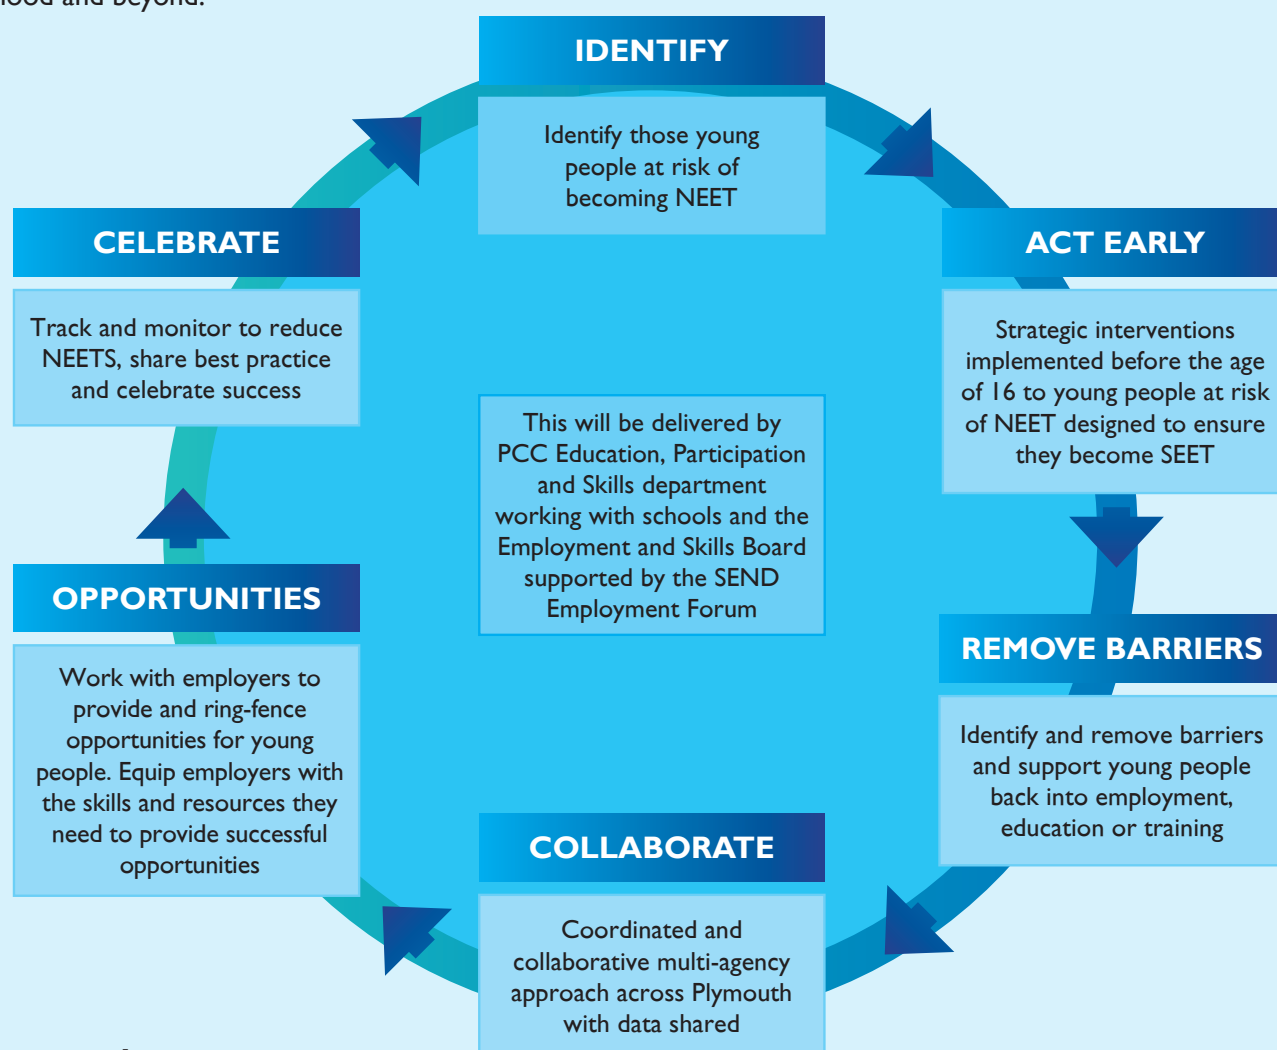 and beyond.
IDENTIFY
Identify those young
people at risk of
becoming NEET
ACT EARLY
Strategic interventions
implemented before the age
of 16 to young people at risk
of NEET designed to ensure
they become SEET
REMOVE BARRIERS
Identify and remove barriers
and support young people
back into employment,
education or training
COLLABORATE
Coordinated and
collaborative multi-agency
approach across Plymouth
with data shared
OPPORTUNITIES
Work with employers to
provide and ring-fence
opportunities for young
people. Equip employers with
the skills and resources they
need to provide successful
opportunities
CELEBRATE
Track and monitor to reduce
NEETS, share best practice
and celebrate success
This will be delivered by
PCC Education, Participation
and Skills department
working with schools and the
Employment and Skills Board
supported by the SEND
Employment Forum